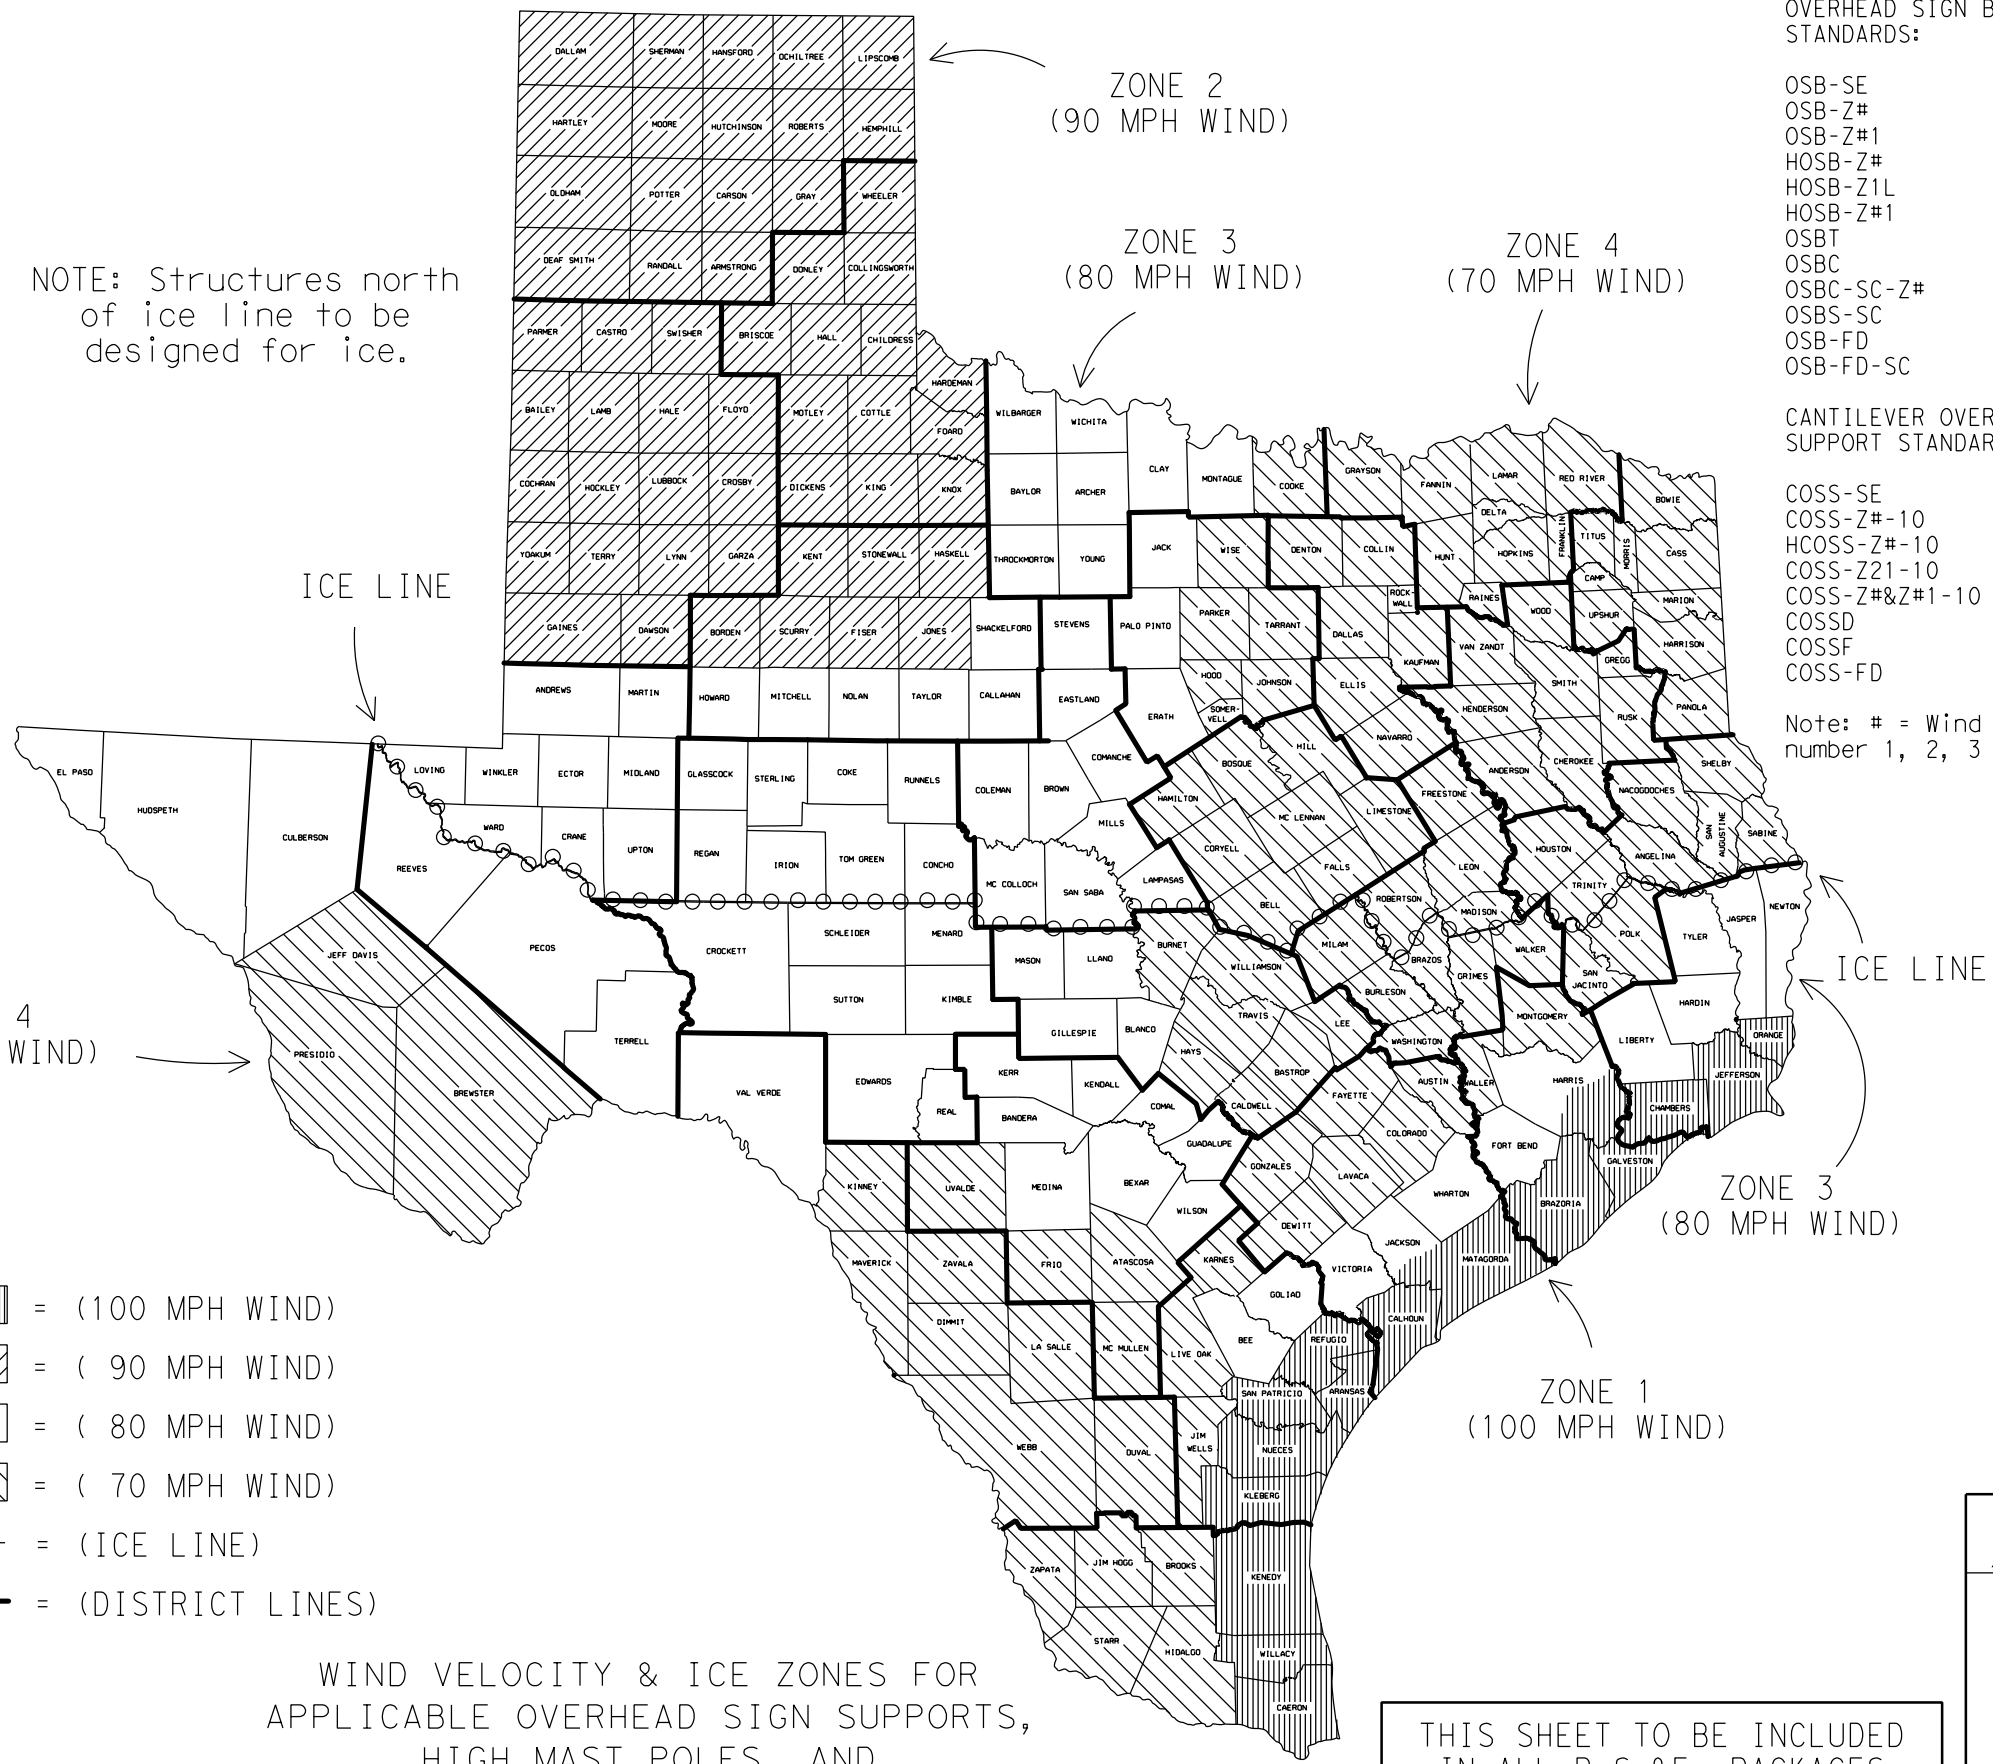 OVERHEAD SIGN B
STANDARDS:
OSB-SE
OSB-Z#
OSB-Z#1
HOSB-Z#
HOSB-Z1L
HOSB-Z#1
OSBT
OSBC
OSBC-SC-Z#
OSBS-SC
OSB-FD
OSB-FD-SC
CANTILEVER OVER
SUPPORT STANDAR
COSS-SE
COSS-Z#-10
HCOSS-Z#-10
COSS-Z21-10
COSS-Z#&Z#1-10
COSSD
COSSF
COSS-FD
Note: # = Wind
number 1, 2, 3
ZONE 2
(90 MPH WIND)
ZONE 3
(80 MPH WIND)
ZONE 4
(70 MPH WIND)
NOTE: Structures north
of ice line to be
designed for ice.
ICE LINE
DALLAM SHERMAN HANSFORD OCHILTREE LIPSCOMB
HARTLEY MOORE HUTCHINSON ROBERTS HEMPHILL
OLDHAM POTTER CARSON GRAY WHEELER
DEAF SMITH RANDALL ARMSTRONG DONLEY COLLINGSWORTH
PARMER CASTRO SWISHER BRISCOE HALL CHILDRESS
HARDEMAN
BAILEY LAMB HALE FLOYD MOTLEY COTTLE FOARD WILBARGER WICHITA
COCHRAN HOCKLEY LUBBOCK CROSBY DICKENS KING KNOX BAYLOR ARCHER CLAY MONTAGUE COOKE GRAYSON FANNIN LAMAR RED RIVER BOWIE
DELTA FRANKLIN TITUS MORRIS CASS
YOAKUM TERRY LYNN GARZA KENT STONEWALL HASKELL THROCKMORTON YOUNG JACK WISE DENTON COLLIN HUNT HOPKINS CAMP
ROCK-
WALL
RAINES WOOD UPSHUR MARION
GAINES DAWSON BORDEN SCURRY FISER JONES SHACKELFORD STEVENS PALO PINTO PARKER TARRANT DALLAS KAUFMAN VAN ZANDT GREGG HARRISON
ANDREWS MARTIN HOWARD MITCHELL NOLAN TAYLOR CALLAHAN EASTLAND ERATH HOOD JOHNSON ELLIS HENDERSON SMITH RUSK PANOLA
SOMER-
VELL
EL PASO HUDSPETH CULBERSON LOVING WINKLER ECTOR MIDLAND GLASSCOCK STERLING COKE RUNNELS COLEMAN BROWN COMANCHE BOSQUE HILL NAVARRO ANDERSON CHEROKEE NACOGDOCHES SHELBY
HAMILTON MC LENNAN LIMESTONE FREESTONE
REEVES WARD CRANE UPTON REGAN IRION TOM GREEN CONCHO MC COLLOCH SAN SABA MILLS LAMPASAS CORYELL FALLS LEON HOUSTON ANGELINA
SAN
AUGUSTINE
SABINE
BELL ROBERTSON MADISON TRINITY
JEFF DAVIS PECOS CROCKETT SCHLEIDER MENARD MASON LLANO BURNET WILLIAMSON MILAM BRAZOS WALKER POLK TYLER JASPER NEWTON
GRIMES
SAN
JACINTO
HARDIN
SUTTON KIMBLE BURLESON
PRESIDIO BREWSTER TERRELL GILLESPIE BLANCO TRAVIS LEE WASHINGTON MONTGOMERY LIBERTY ORANGE
VAL VERDE EDWARDS REAL KERR KENDALL BANDERA COMAL HAYS BASTROP CALDWELL FAYETTE AUSTIN WALLER HARRIS CHAMBERS JEFFERSON
GUADALUPE COLORADO FORT BEND GALVESTON
KINNEY UVALDE MEDINA BEXAR WILSON GONZALES LAVACA WHARTON BRAZORIA
MAVERICK ZAVALA FRIO ATASCOSA KARNES DEWITT VICTORIA JACKSON MATAGORDA
DIMMIT LA SALLE MC MULLEN LIVE OAK BEE GOLIAD REFUGIO CALHOUN
SAN PATRICIO ARANSAS
WEBB DUVAL
JIM
WELLS
NUECES
KLEBERG
ZAPATA JIM HOGG BROOKS KENEDY
STARR HIDALGO WILLACY
CAERON
ICE LINE
4
WIND)
ZONE 3
(80 MPH WIND)
ZONE 1
(100 MPH WIND)
= (100 MPH WIND)
= ( 90 MPH WIND)
= ( 80 MPH WIND)
= ( 70 MPH WIND)
= (ICE LINE)
= (DISTRICT LINES)
WIND VELOCITY & ICE ZONES FOR
APPLICABLE OVERHEAD SIGN SUPPORTS,
HIGH MAST POLES, AND
THIS SHEET TO BE INCLUDED
IN ALL P.S.&E. PACKAGES